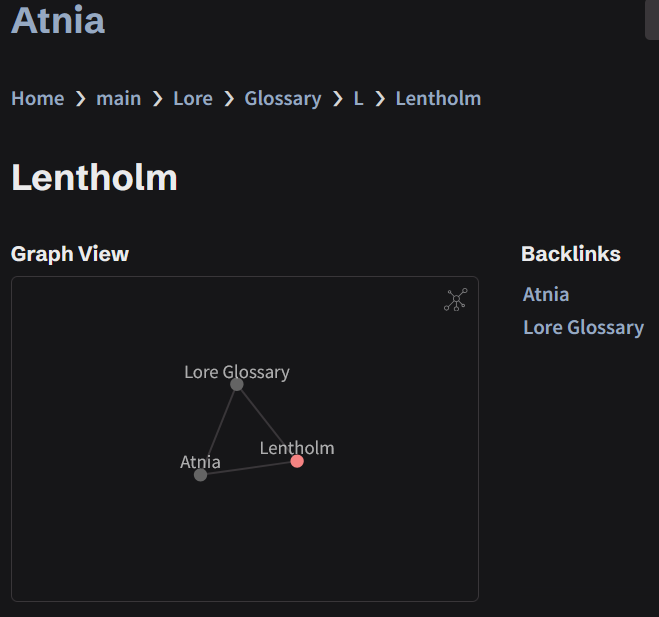 Atnia
Home ❯ main ❯ Lore ❯ Glossary ❯ L ❯ Lentholm
Lentholm
Graph View
Backlinks
Atnia
Lore Glossary
Lore Glossary
Lentholm
Atnia